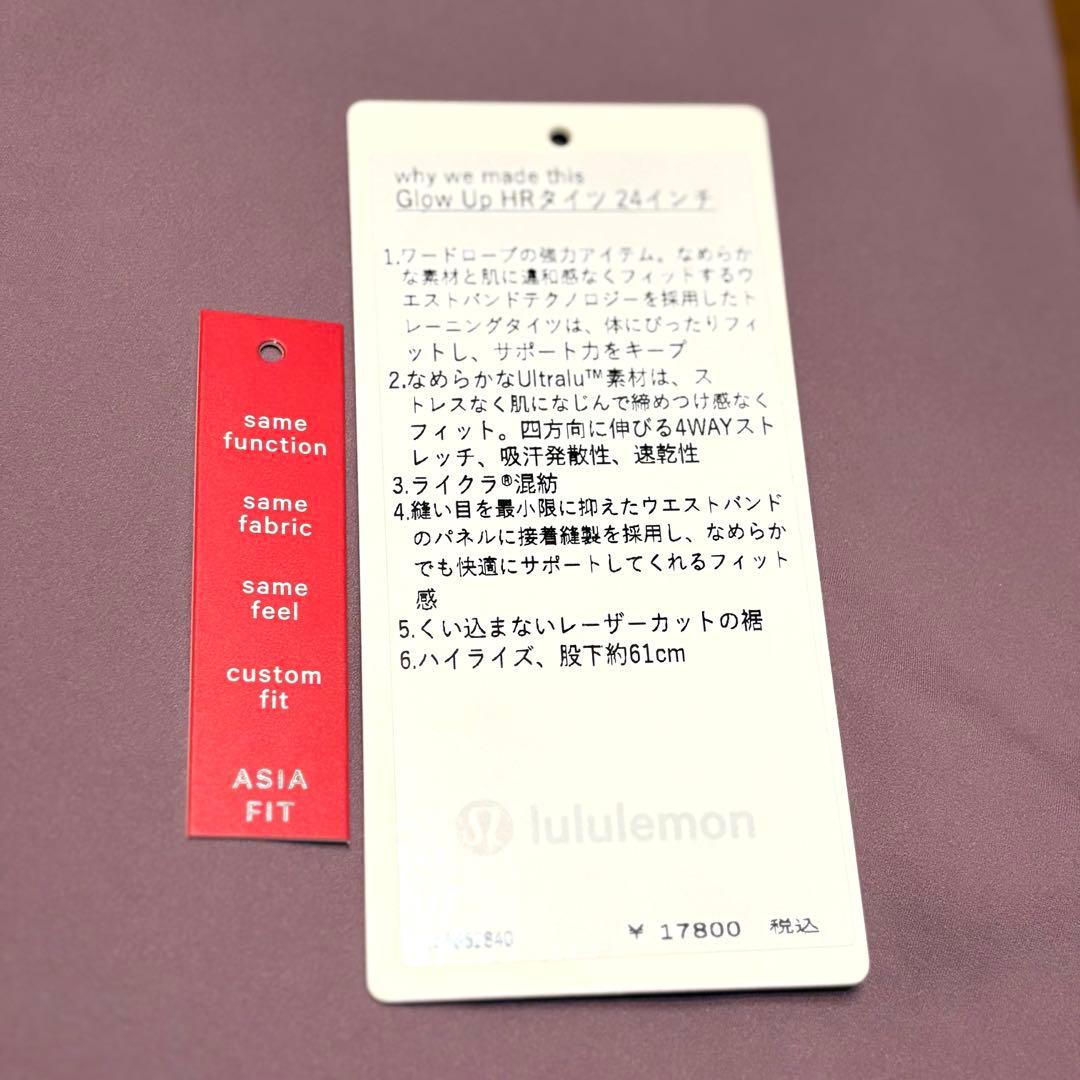 same
function
same
fabric
same
feel
custom
fit
ASIA
FIT
why we made this
Glow Up HRタイツ 24インチ
1.ワードローブの強力アイテム。なめらか
な素材と肌に違和感なくフィットするウ
エストバンドテクノロジーを採用したト
レーニングタイツは、体にぴったりフィ
ットし、サポート力をキープ
2.なめらかなUltralu™素材は、ス
トレスなく肌になじんで締めつけ感なく
フィット。四方向に伸びる4WAYスト
レッチ、吸汗発散性、速乾性
3.ライクラ®混紡
4.縫い目を最小限に抑えたウエストバンド
のパネルに接着縫製を採用し、なめらか
でも快適にサポートしてくれるフィット
感
5.くい込まないレーザーカットの裾
6.ハイライズ、股下約61cm
lululemon
¥ 17800 税込